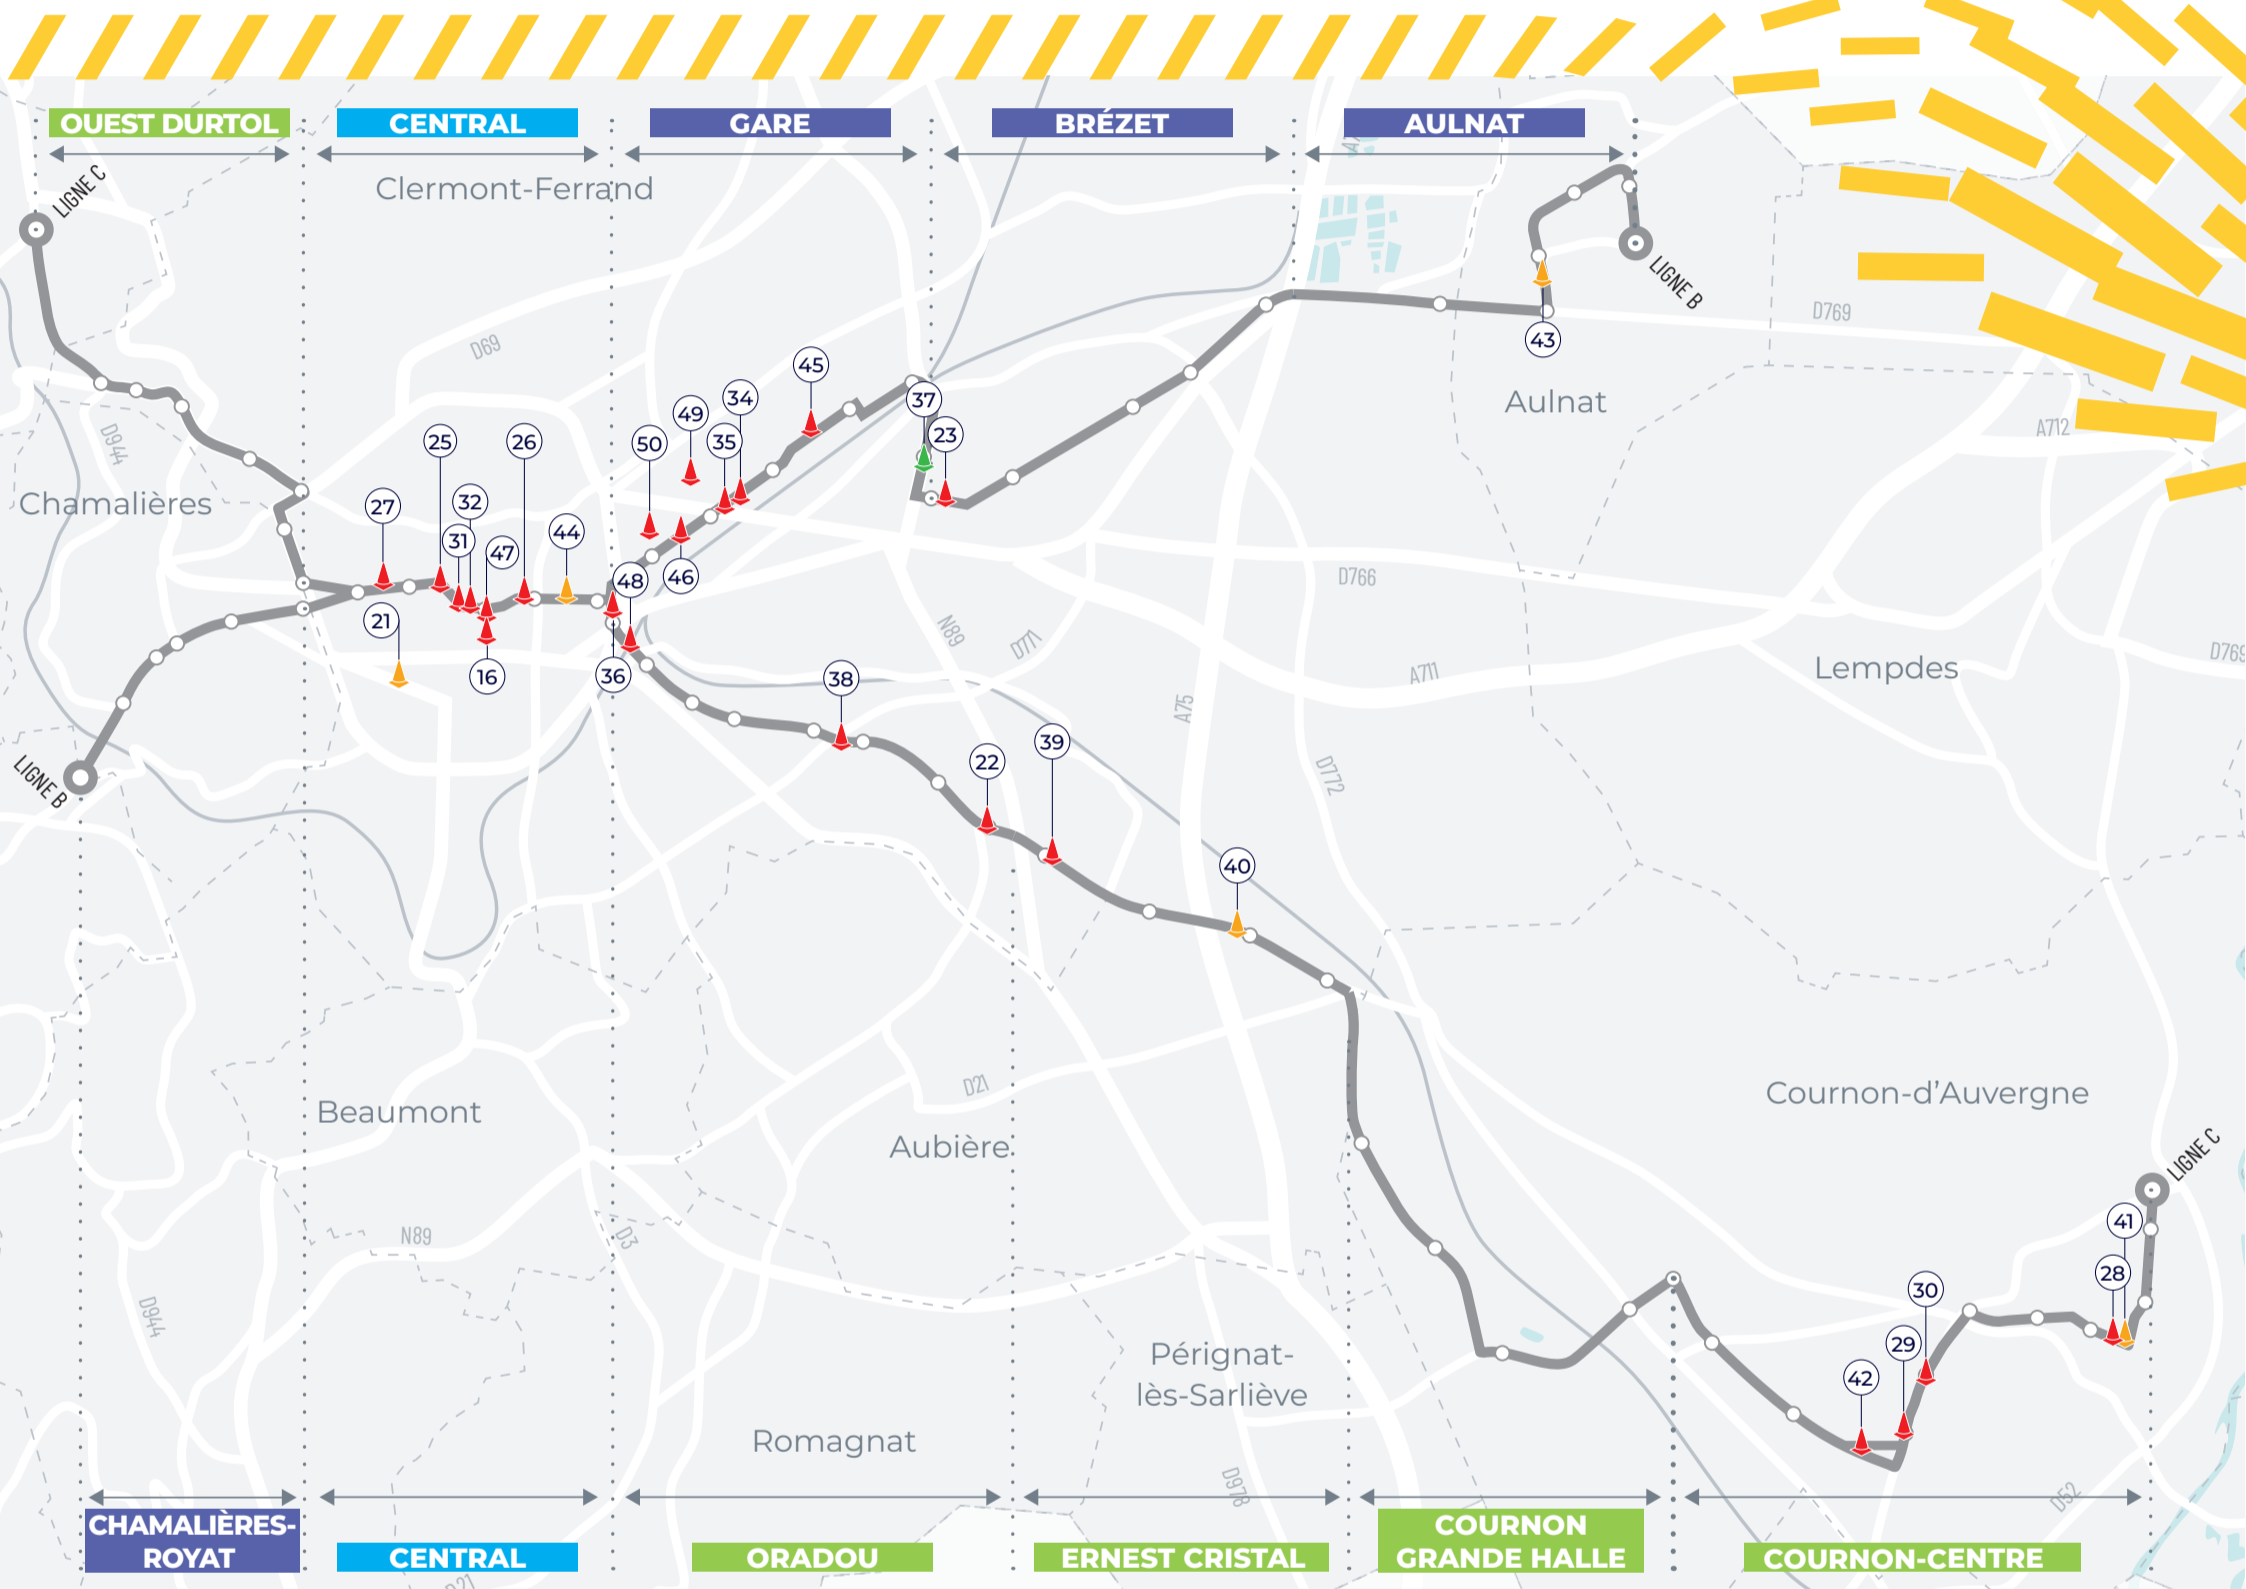 OUEST DURTOL
CENTRAL
GARE
BRÉZET
AULNAT
LIGNE C
Clermont-Ferrand
LIGNE B
D769
D69
43
45
37
34
49
35
23
50
Aulnat
A712
D944
25
26
Chamalières
27
32
31
47
44
46
48
D766
21
16
36
N89
D771
38
A711
Lempdes
D769
A75
22
39
D772
LIGNE B
40
D21
Beaumont
Aubière
Cournon-d'Auvergne
LIGNE C
41
28
30
29
42
N89
D3
D944
Pérignat-
lès-Sarliève
Romagnat
D978
D52
CHAMALIÈRES-
ROYAT
CENTRAL
ORADOU
ERNEST CRISTAL
COURNON
GRANDE HALLE
COURNON-CENTRE
D21